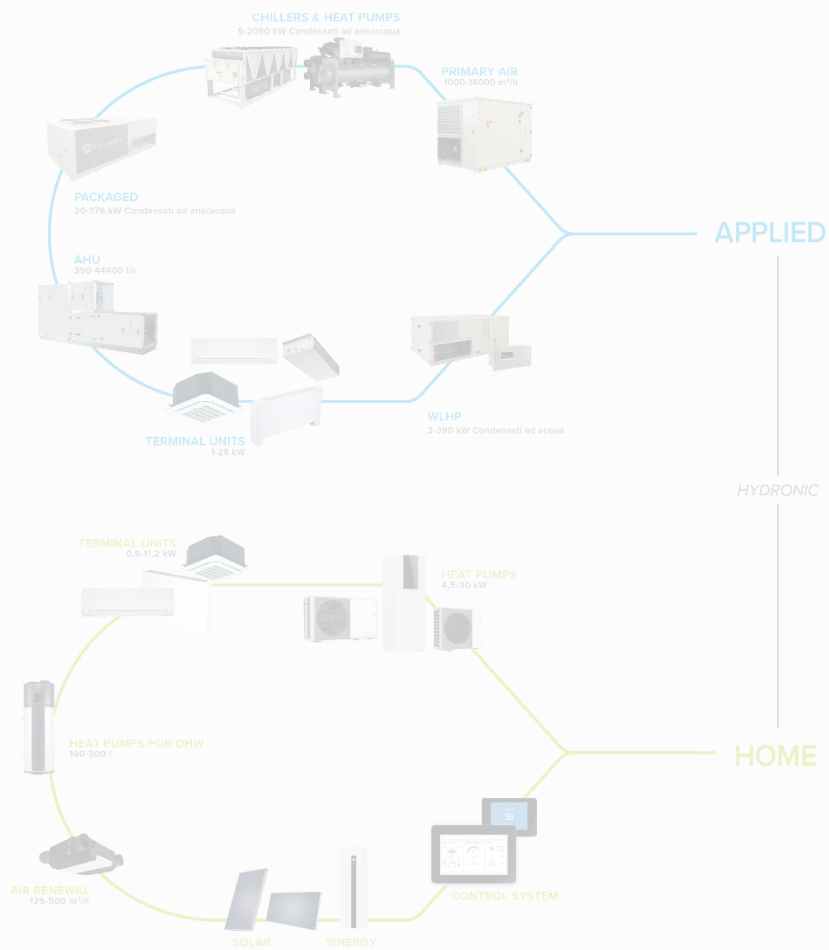 CHILLERS & HEAT PUMPS
5-2050 kW Condensati ad aria/acqua
PRIMARY AIR
1000-14000 m³/h
PACKAGED
20-376 kW Condensati ad aria/acqua
APPLIED
AHU
350-44400 l/s
WLHP
2-390 kW Condensati ad acqua
TERMINAL UNITS
1-25 kW
HYDRONIC
TERMINAL UNITS
0,9-11,2 kW
HEAT PUMPS
4,5-30 kW
HEAT PUMPS FOR DHW
190-300 l
HOME
AIR RENEWAL
125-500 m³/h
CONTROL SYSTEM
SOLAR
SINERGY